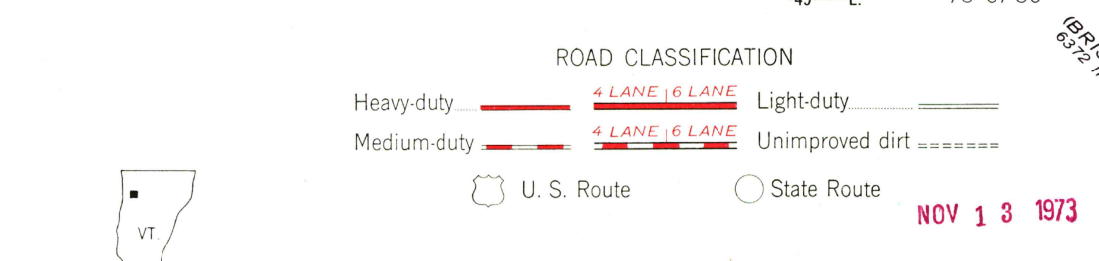 ROAD CLASSIFICATION
Heavy-duty 4 LANE 6 LANE Light-duty
Medium-duty 4 LANE 6 LANE Unimproved dirt
U. S. Route State Route
NOV 1 3 1973
VT.
6372